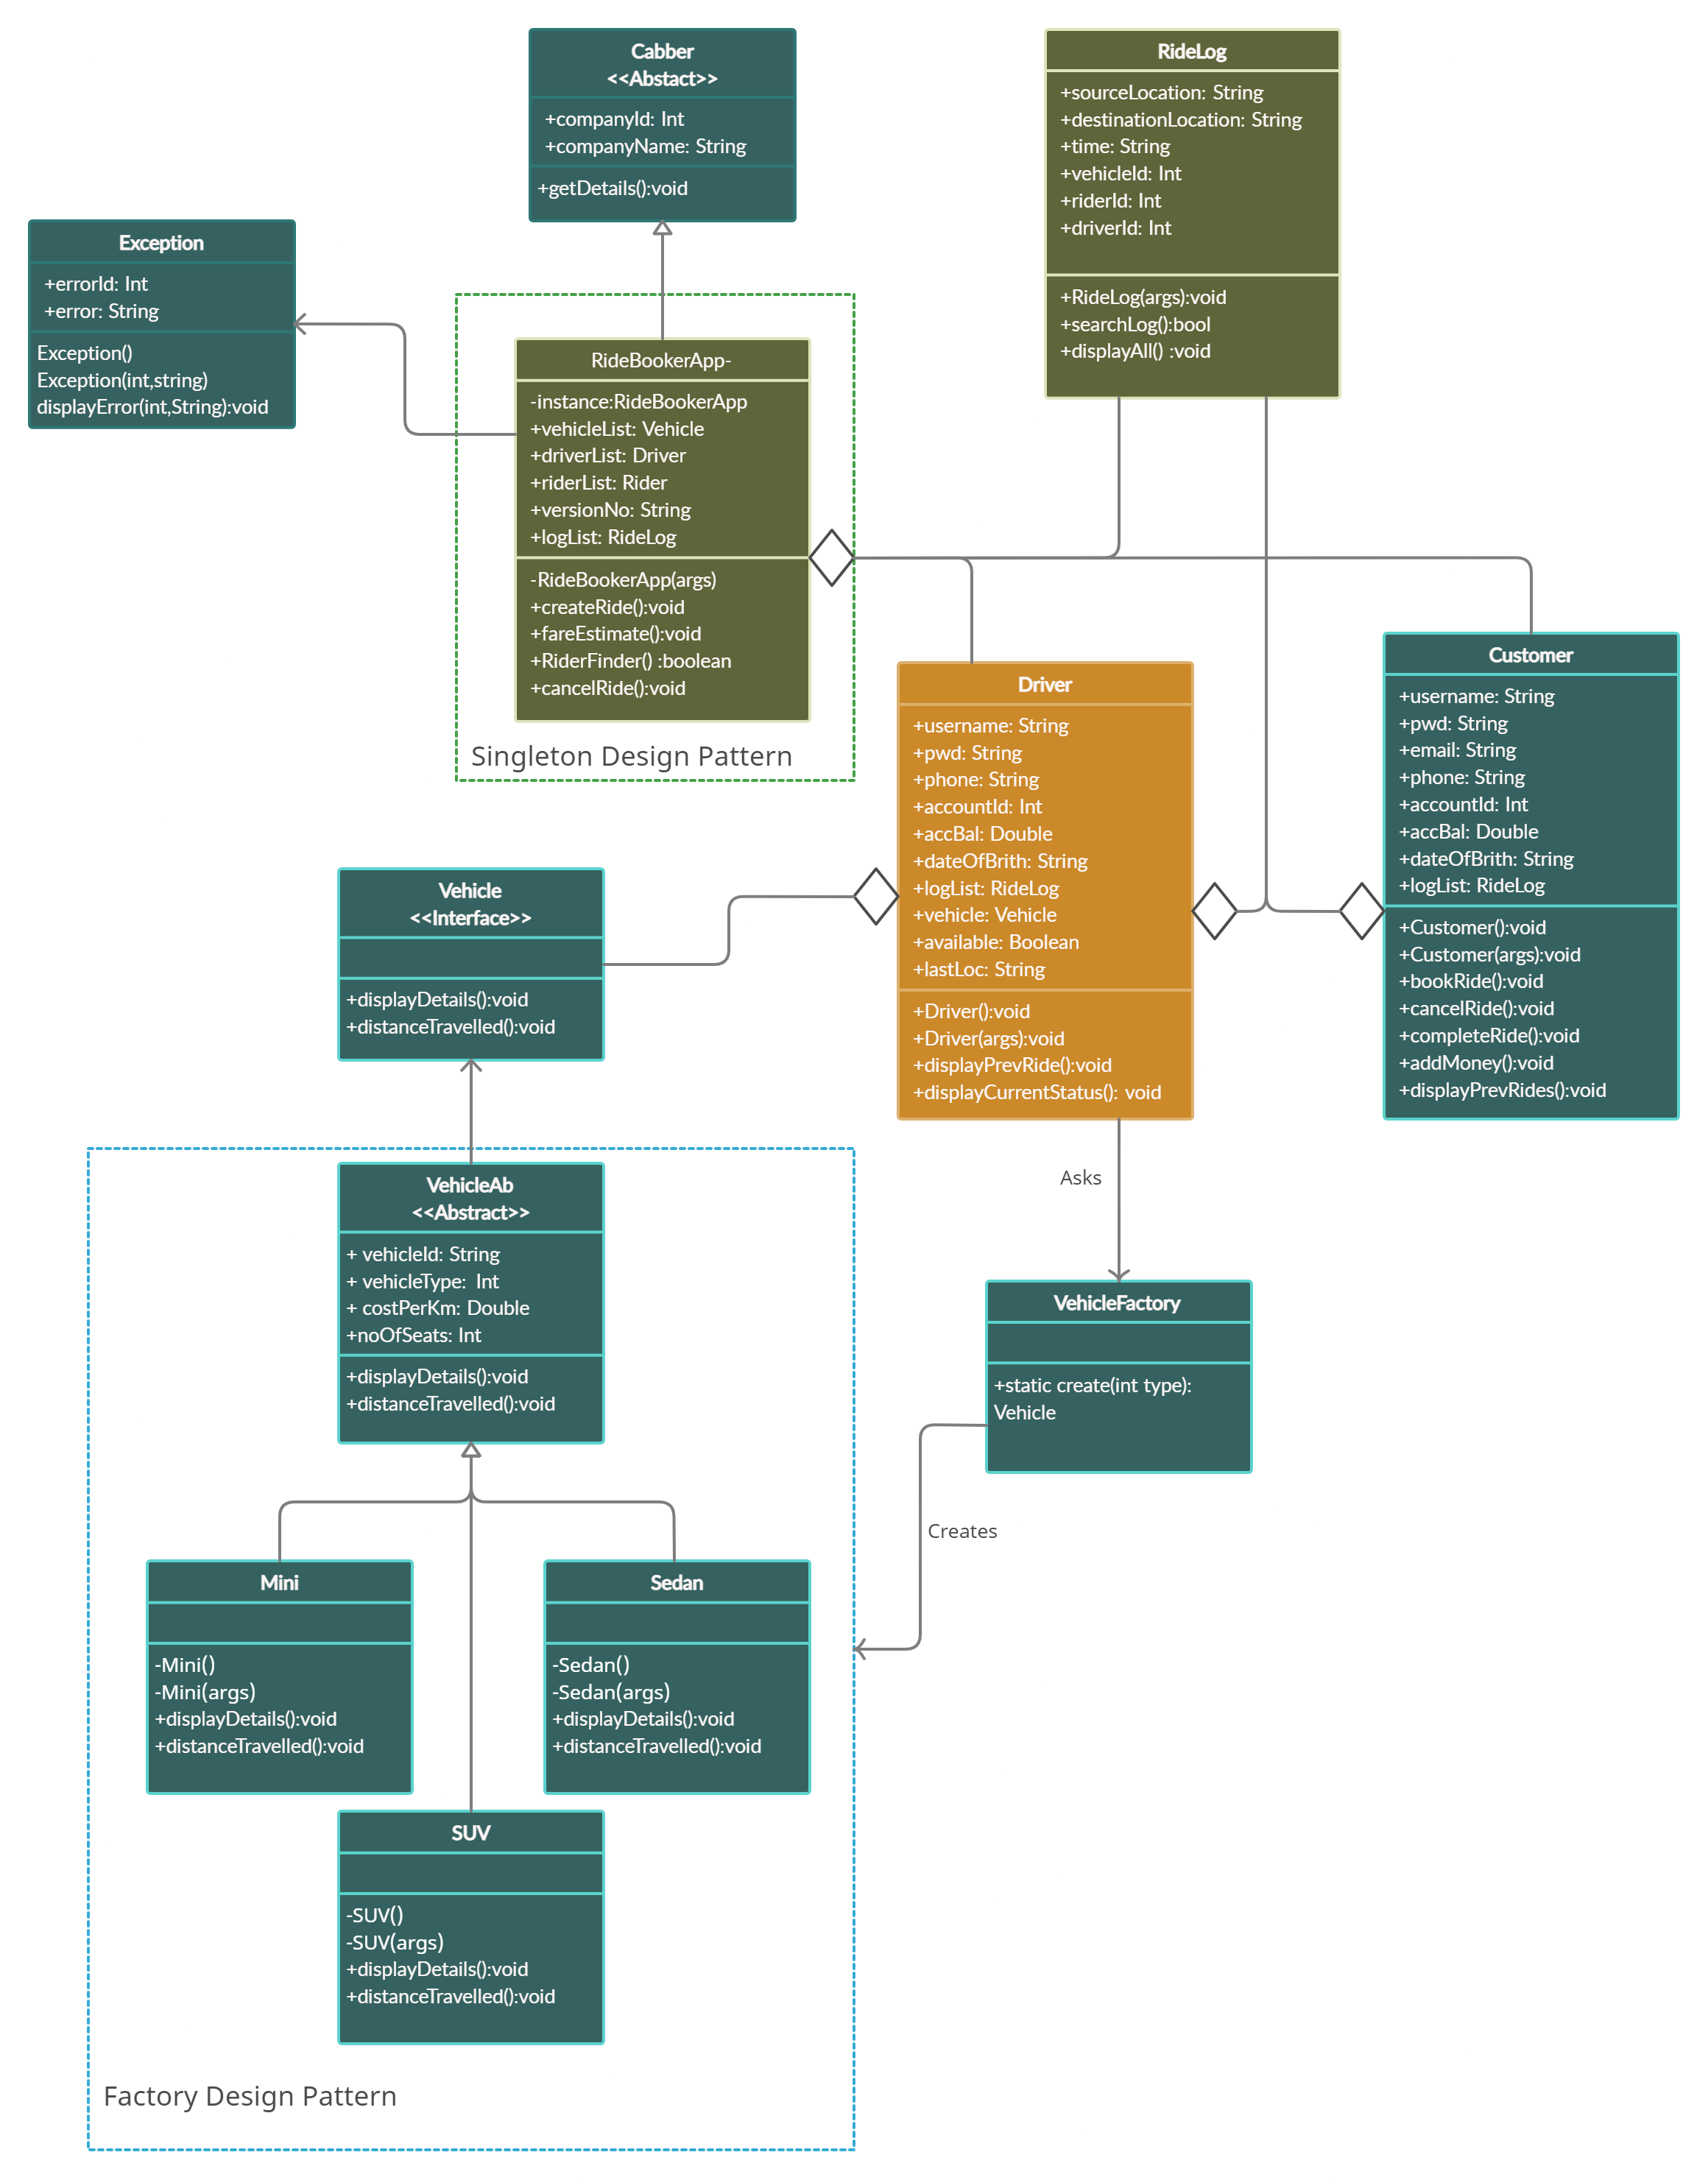 Cabber
<<Abstact>>
+companyId: Int
+companyName: String
+getDetails():void
RideLog
+sourceLocation: String
+destinationLocation: String
+time: String
+vehicleId: Int
+riderId: Int
+driverId: Int
+RideLog(args):void
+searchLog():bool
+displayAll() :void
Exception
+errorId: Int
+error: String
Exception()
Exception(int,string)
displayError(int,String):void
RideBookerApp-
-instance:RideBookerApp
+vehicleList: Vehicle
+driverList: Driver
+riderList: Rider
+versionNo: String
+logList: RideLog
-RideBookerApp(args)
+createRide():void
+fareEstimate():void
+RiderFinder() :boolean
+cancelRide():void
Singleton Design Pattern
Driver
+username: String
+pwd: String
+phone: String
+accountId: Int
+accBal: Double
+dateOfBrith: String
+logList: RideLog
+vehicle: Vehicle
+available: Boolean
+lastLoc: String
+Driver():void
+Driver(args):void
+displayPrevRide():void
+displayCurrentStatus(): void
Customer
+username: String
+pwd: String
+email: String
+phone: String
+accountId: Int
+accBal: Double
+dateOfBrith: String
+logList: RideLog
+Customer():void
+Customer(args):void
+bookRide():void
+cancelRide():void
+completeRide():void
+addMoney():void
+displayPrevRides():void
Vehicle
<<Interface>>
+displayDetails():void
+distanceTravelled():void
Asks
VehicleAb
<<Abstract>>
+ vehicleId: String
+ vehicleType:  Int
+ costPerKm: Double
+noOfSeats: Int
+displayDetails():void
+distanceTravelled():void
VehicleFactory
+static create(int type):
Vehicle
Creates
Mini
-Mini()
-Mini(args)
+displayDetails():void
+distanceTravelled():void
Sedan
-Sedan()
-Sedan(args)
+displayDetails():void
+distanceTravelled():void
SUV
-SUV()
-SUV(args)
+displayDetails():void
+distanceTravelled():void
Factory Design Pattern